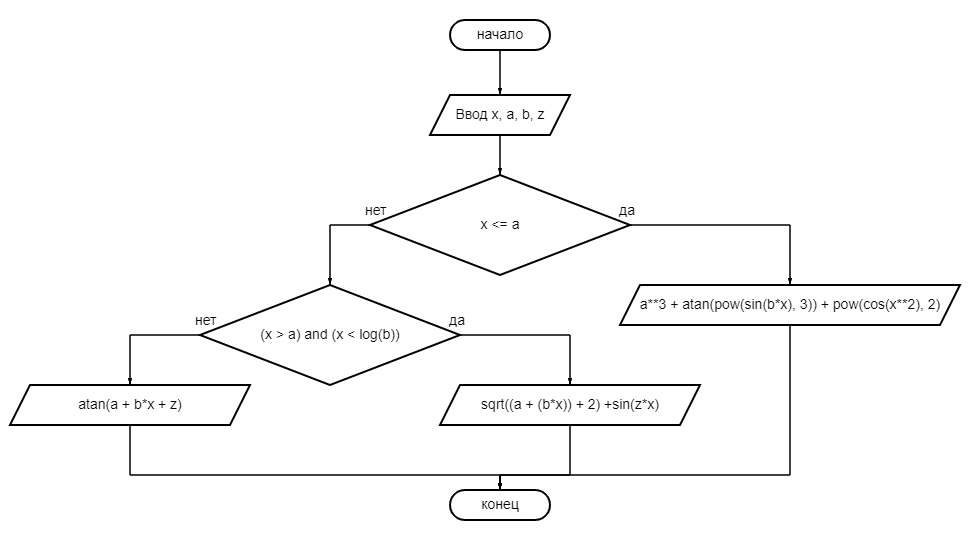 начало
Ввод x, a, b, z
нет
да
x <= a
a**3 + atan(pow(sin(b*x), 3)) + pow(cos(x**2), 2)
нет
да
(x > a) and (x < log(b))
atan(a + b*x + z)
sqrt((a + (b*x)) + 2) +sin(z*x)
конец